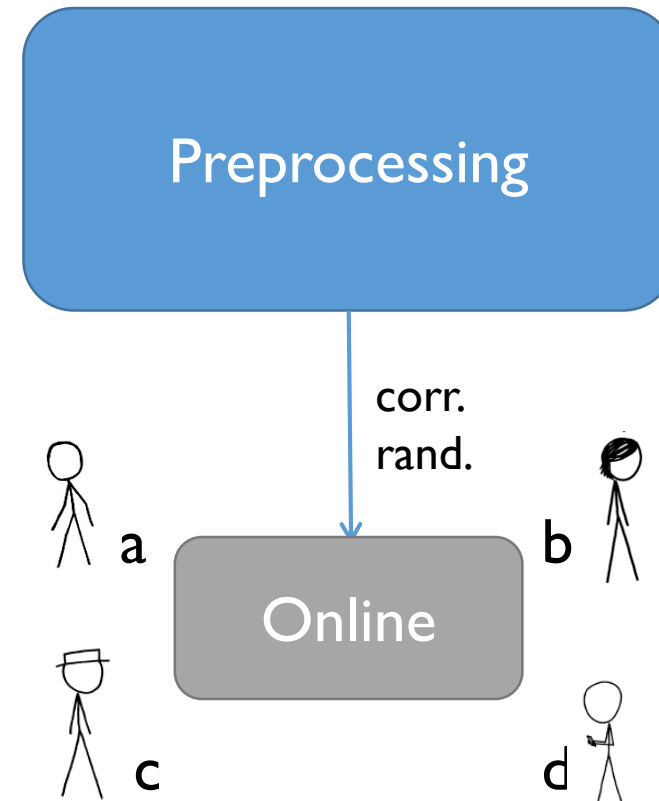 Preprocessing
corr.
rand.
a
b
Online
c
d